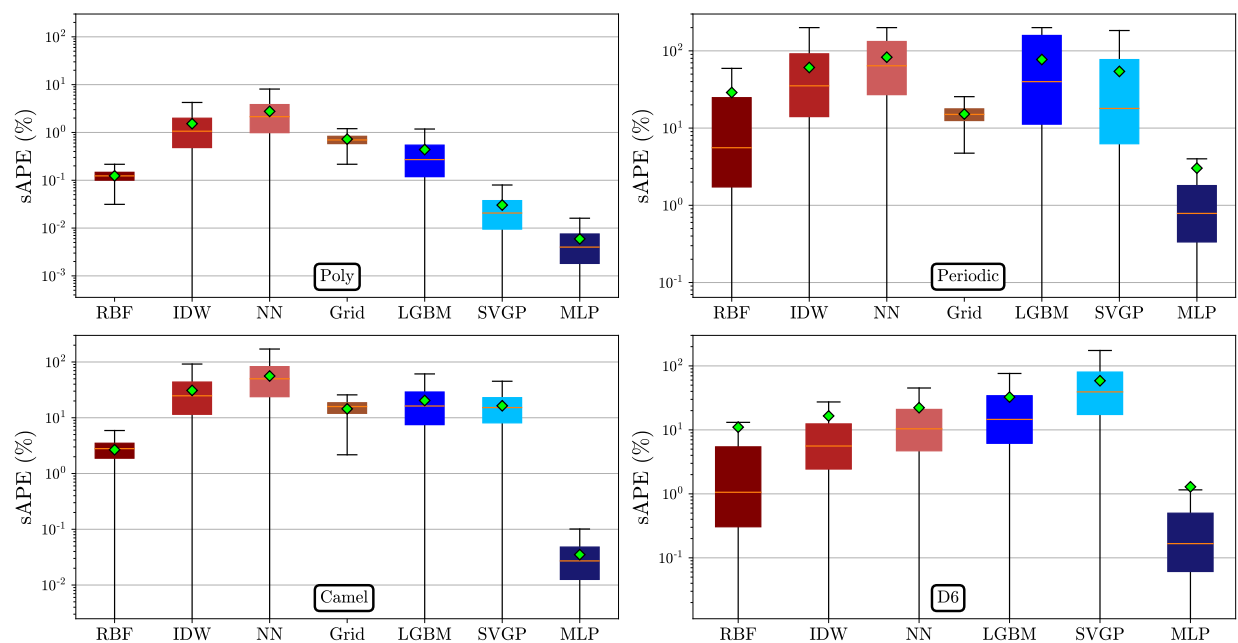 sAPE (%)
10²
10¹
10⁰
10⁻¹
10⁻²
10⁻³
Poly
RBF IDW NN Grid LGBM SVGP MLP
sAPE (%)
10²
10¹
10⁰
10⁻¹
Periodic
RBF IDW NN Grid LGBM SVGP MLP
sAPE (%)
10²
10¹
10⁰
10⁻¹
10⁻²
Camel
RBF IDW NN Grid LGBM SVGP MLP
sAPE (%)
10²
10¹
10⁰
10⁻¹
D6
RBF IDW NN LGBM SVGP MLP